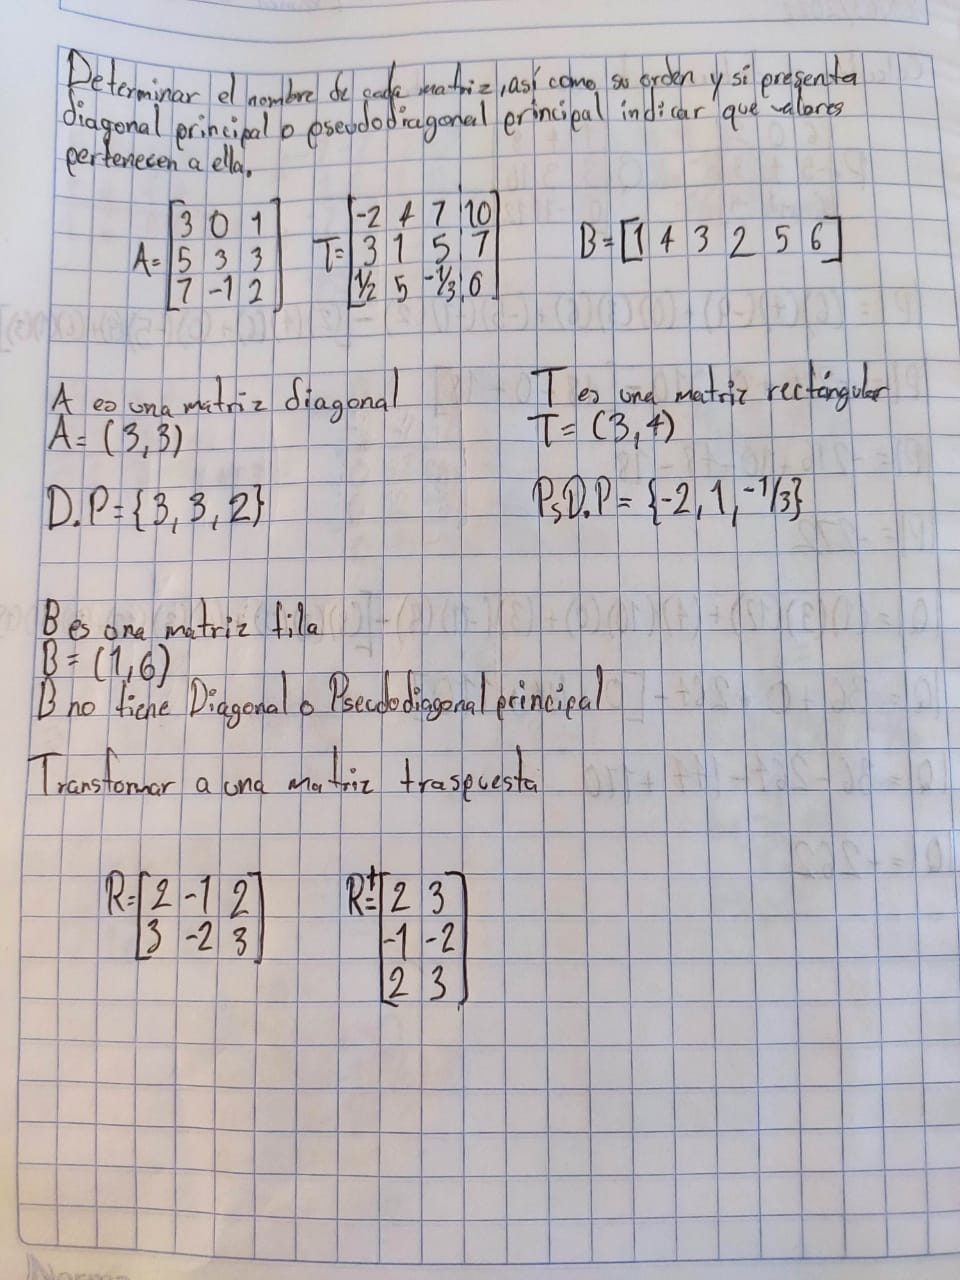 Determinar el nombre de cada matriz, así como su orden y si presenta
diagonal principal o pseudodiagonal principal indicar que valores
pertenecen a ella.
A= [3 0 1
5 3 3
7 -1 2]
T= [-2 4 7 10
3 1 5 7
1/2 5 -1/3 6]
B= [1 4 3 2 5 6]
A es una matriz diagonal
A= (3,3)
D.P= {3, 3, 2}
T es una matriz rectángular
T= (3,4)
PsD.P= {-2, 1, -1/3}
B es una matriz fila
B= (1,6)
B no tiene Diagonal o Pseudodiagonal principal
Transformar a una matriz traspuesta
R= [2 -1 2
3 -2 3]
R^t= [2 3
-1 -2
2 3]